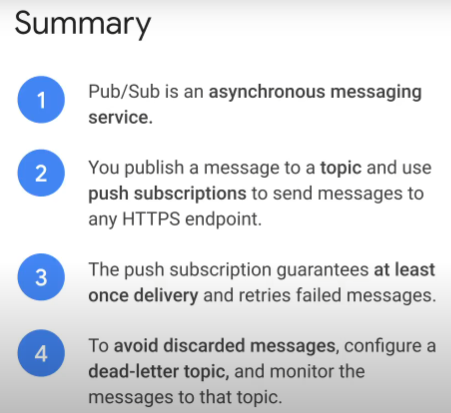 Summary
1
Pub/Sub is an asynchronous messaging
service.
2
You publish a message to a topic and use
push subscriptions to send messages to
any HTTPS endpoint.
3
The push subscription guarantees at least
once delivery and retries failed messages.
4
To avoid discarded messages, configure a
dead-letter topic, and monitor the
messages to that topic.